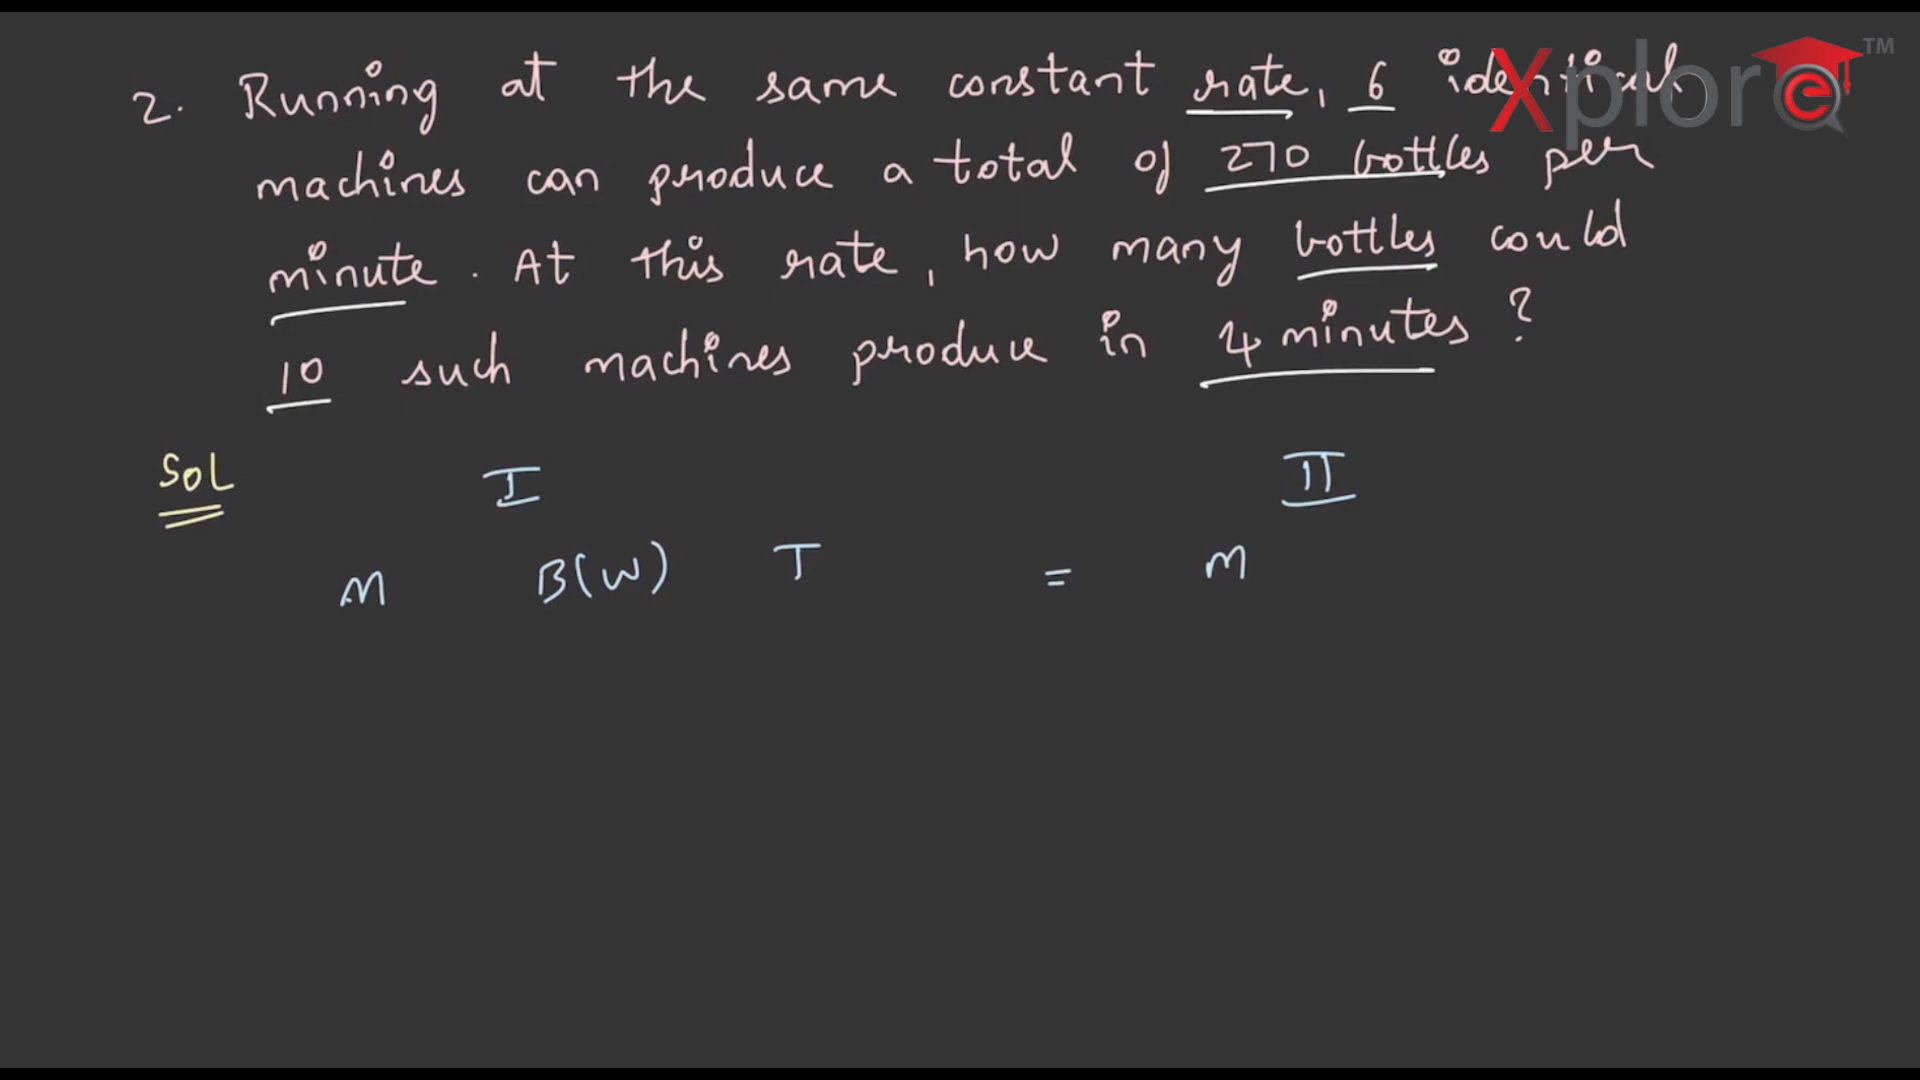 2. Running at the same constant rate, 6 identical
machines can produce a total of 270 bottles per
minute. At this rate, how many bottles could
10 such machines produce in 4 minutes?
Xplore TM
SOL
I II
M B(W) T = M